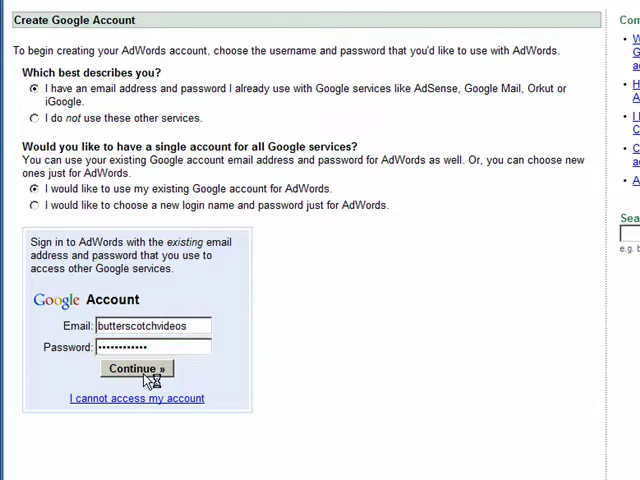 Create Google Account
To begin creating your AdWords account, choose the username and password that you'd like to use with AdWords.
Which best describes you?
I have an email address and password I already use with Google services like AdSense, Google Mail, Orkut or
iGoogle.
I do not use these other services.
Would you like to have a single account for all Google services?
You can use your existing Google account email address and password for AdWords as well. Or, you can choose new
ones just for AdWords.
I would like to use my existing Google account for AdWords.
I would like to choose a new login name and password just for AdWords.
Sign in to AdWords with the existing email
address and password that you use to
access other Google services.
Google Account
Email: butterscotchvideos
Password: ••••••••••••
Continue »
I cannot access my account